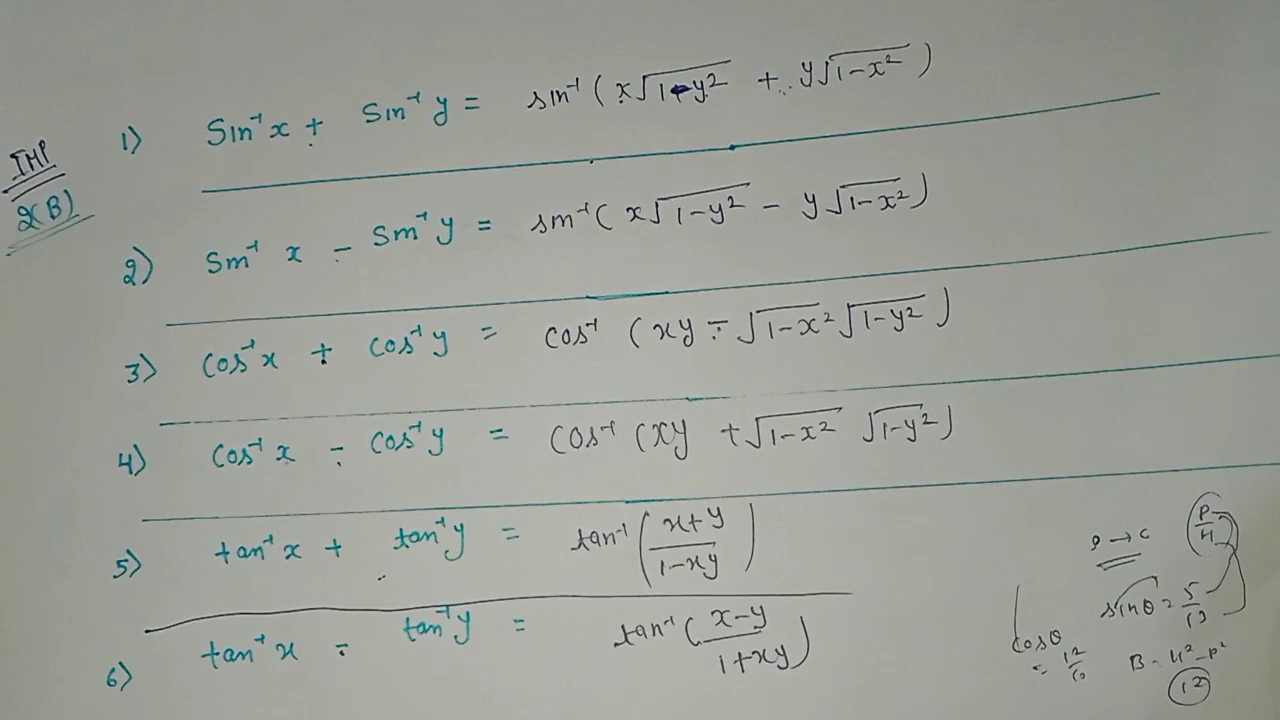 IMP
2(B)
1) Sin⁻¹x + Sin⁻¹y = sin⁻¹(x√1-y² + y√1-x²)
2) Sin⁻¹ x - Sin⁻¹y = sin⁻¹(x√1-y² - y√1-x²)
3) Cos⁻¹x + cos⁻¹y = cos⁻¹ (xy - √1-x² √1-y²)
4) Cos⁻¹x - cos⁻¹y = cos⁻¹ (xy + √1-x² √1-y²)
5) tan⁻¹x + tan⁻¹y = tan⁻¹(x+y/1-xy)
6) tan⁻¹x - tan⁻¹y = tan⁻¹(x-y/1+xy)
→ C
P/H
sinθ = 5/13
cosθ = 12/
B = H²-P²
12